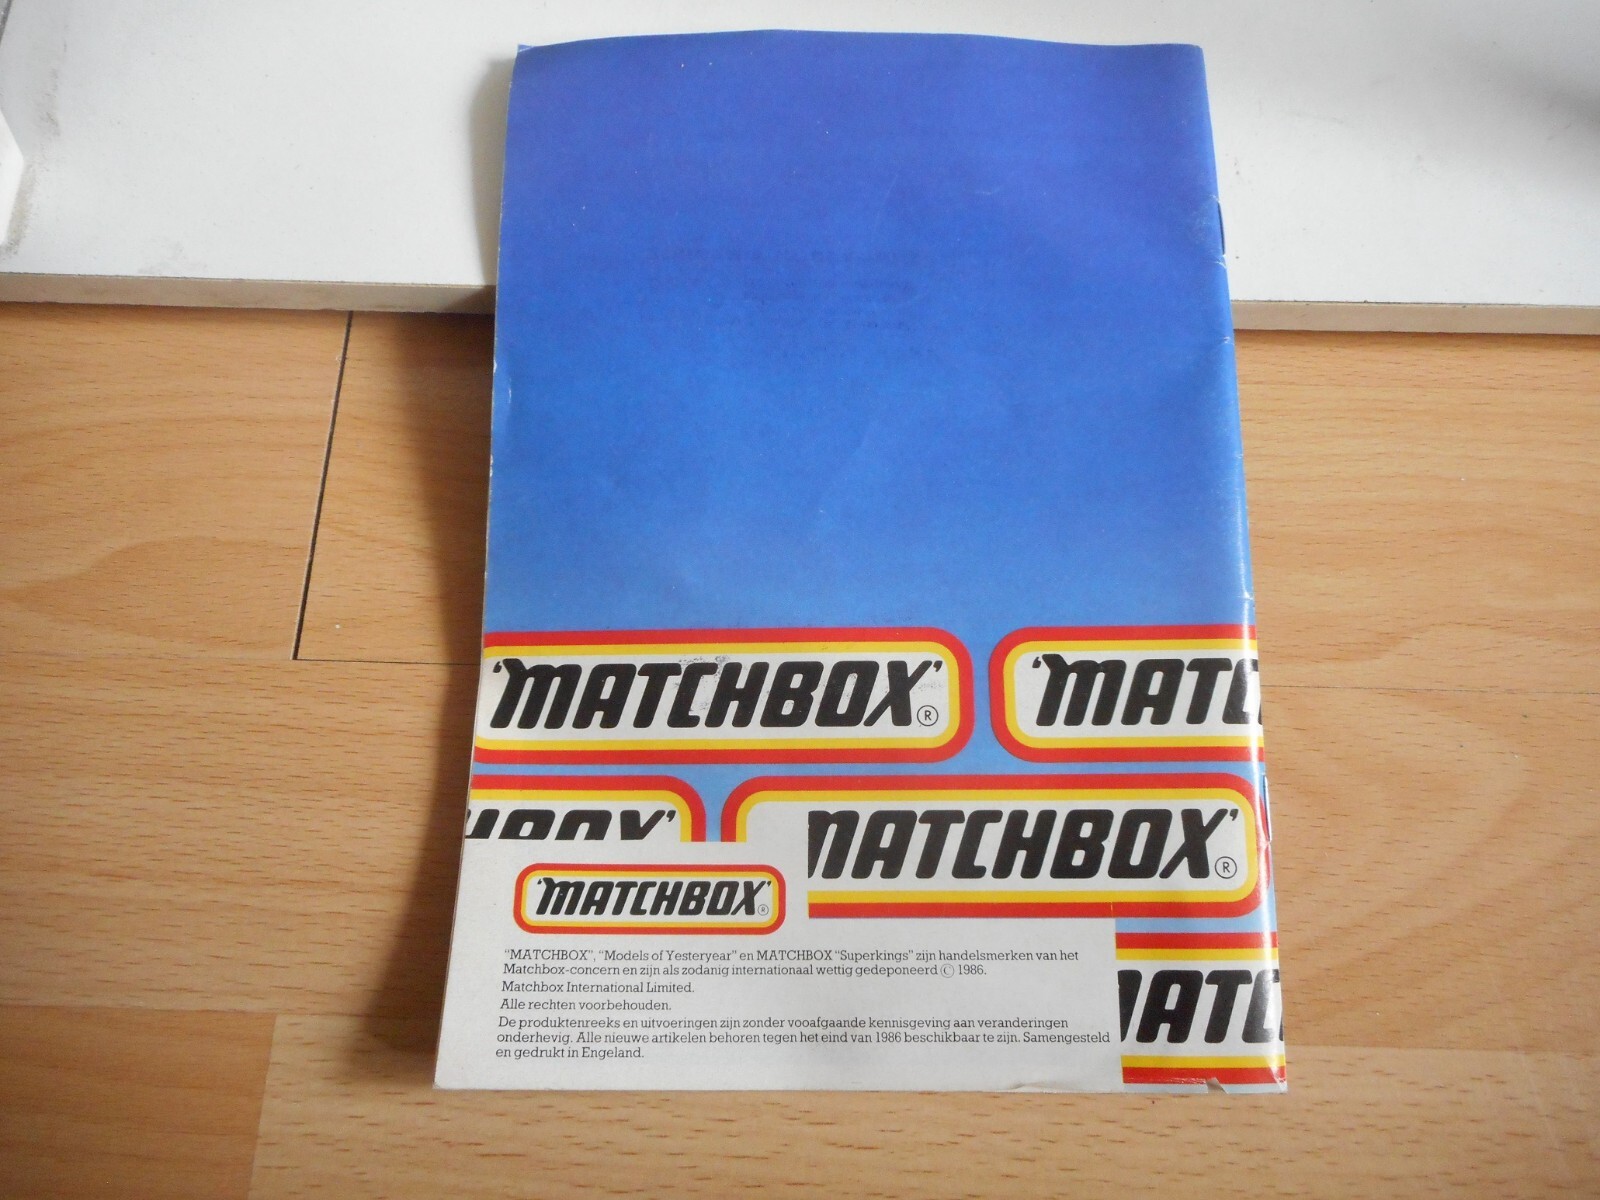 'MATCHBOX' ®
'MATC
'MATCHBOX' ®
'MATCHBOX' ®
"MATCHBOX", "Models of Yesteryear" en MATCHBOX "Superkings" zijn handelsmerken van het
Matchbox-concern en zijn als zodanig internationaal wettig gedeponeerd © 1986.
Matchbox International Limited.
Alle rechten voorbehouden.
De produktenreeks en uitvoeringen zijn zonder vooafgaande kennisgeving aan veranderingen
onderhevig. Alle nieuwe artikelen behoren tegen het eind van 1986 beschikbaar te zijn. Samengesteld
en gedrukt in Engeland.
MATC